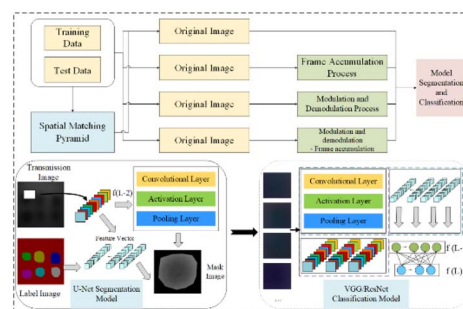 Training
Data
Test Data
Spatial Matching
Pyramid
Original Image
Original Image
Frame Accumulation
Process
Original Image
Modulation and
Demodulation Process
Original Image
Modulation and
demodulation
- Frame accumulation
Model
Segmentation
and
Classification
Transmission
Image
f(L-2)
Convolutional Layer
Activation Layer
Pooling Layer
Feature Vector
Label Image
U-Net Segmentation
Model
Mask
Image
Convolutional Layer
Activation Layer
Pooling Layer
...
f (L-
f (L)
VGG/ResNet
Classification Model